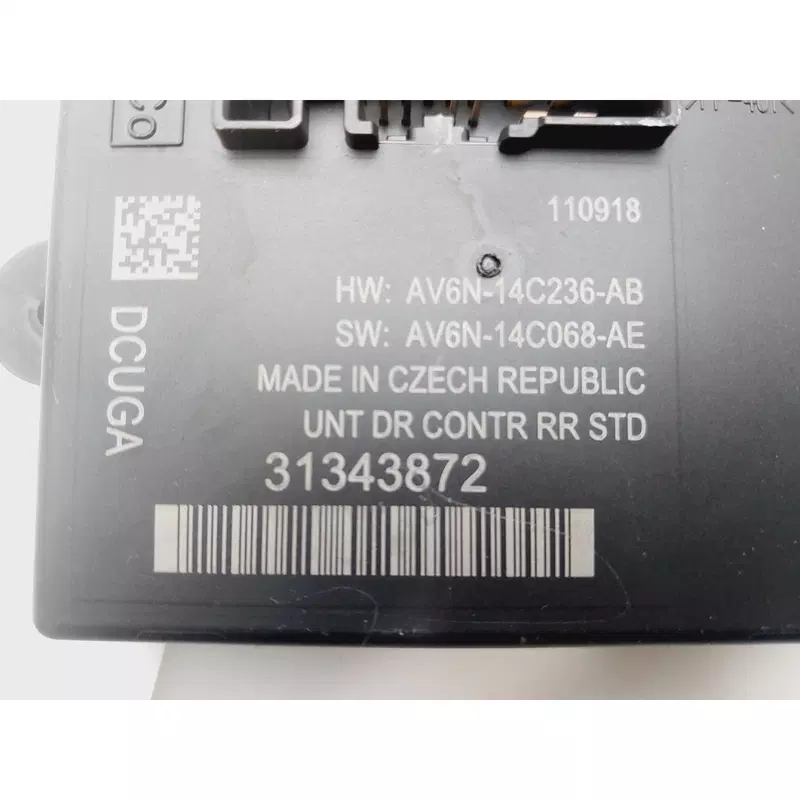 Co
110918
HW: AV6N-14C236-AB
SW: AV6N-14C068-AE
MADE IN CZECH REPUBLIC
UNT DR CONTR RR STD
31343872
DCUGA